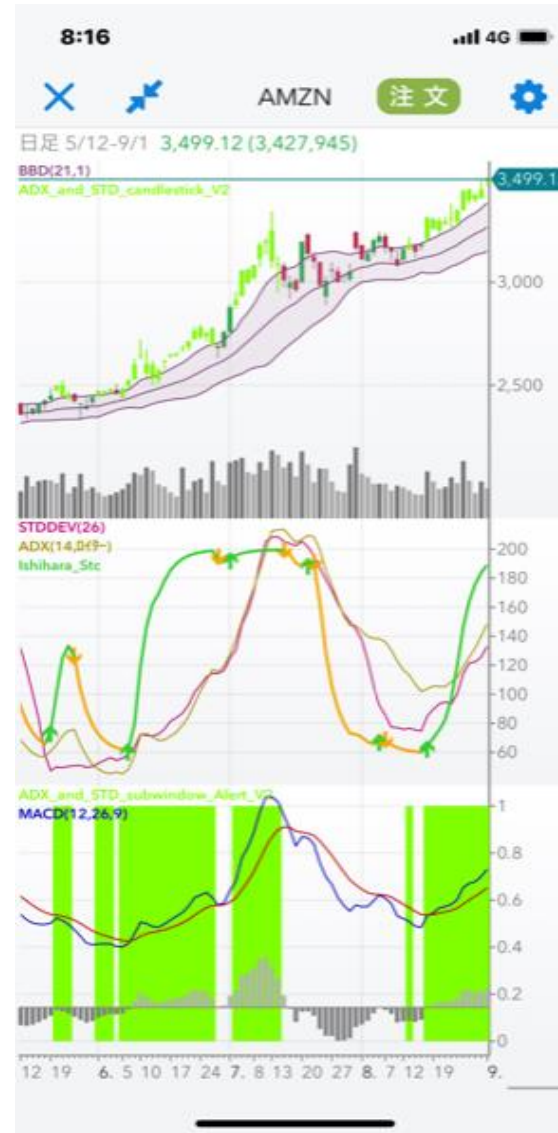 8:16 4G
AMZN 注文
日足 5/12-9/1 3,499.12 (3,427,945)
BBD(21,1)
ADX_and_STD_candlestick_V2
3,499.1
3,000
2,500
STDDEV(26)
Ishihara_Stc
200
180
160
140
120
100
80
60
ADX_and_STD_subwindow_Alert_V2
MACD(12,26,9)
1
0.8
0.6
0.4
0.2
0
12 19 6. 5 10 17 24 7. 8 13 20 27 8. 7 12 19 9.